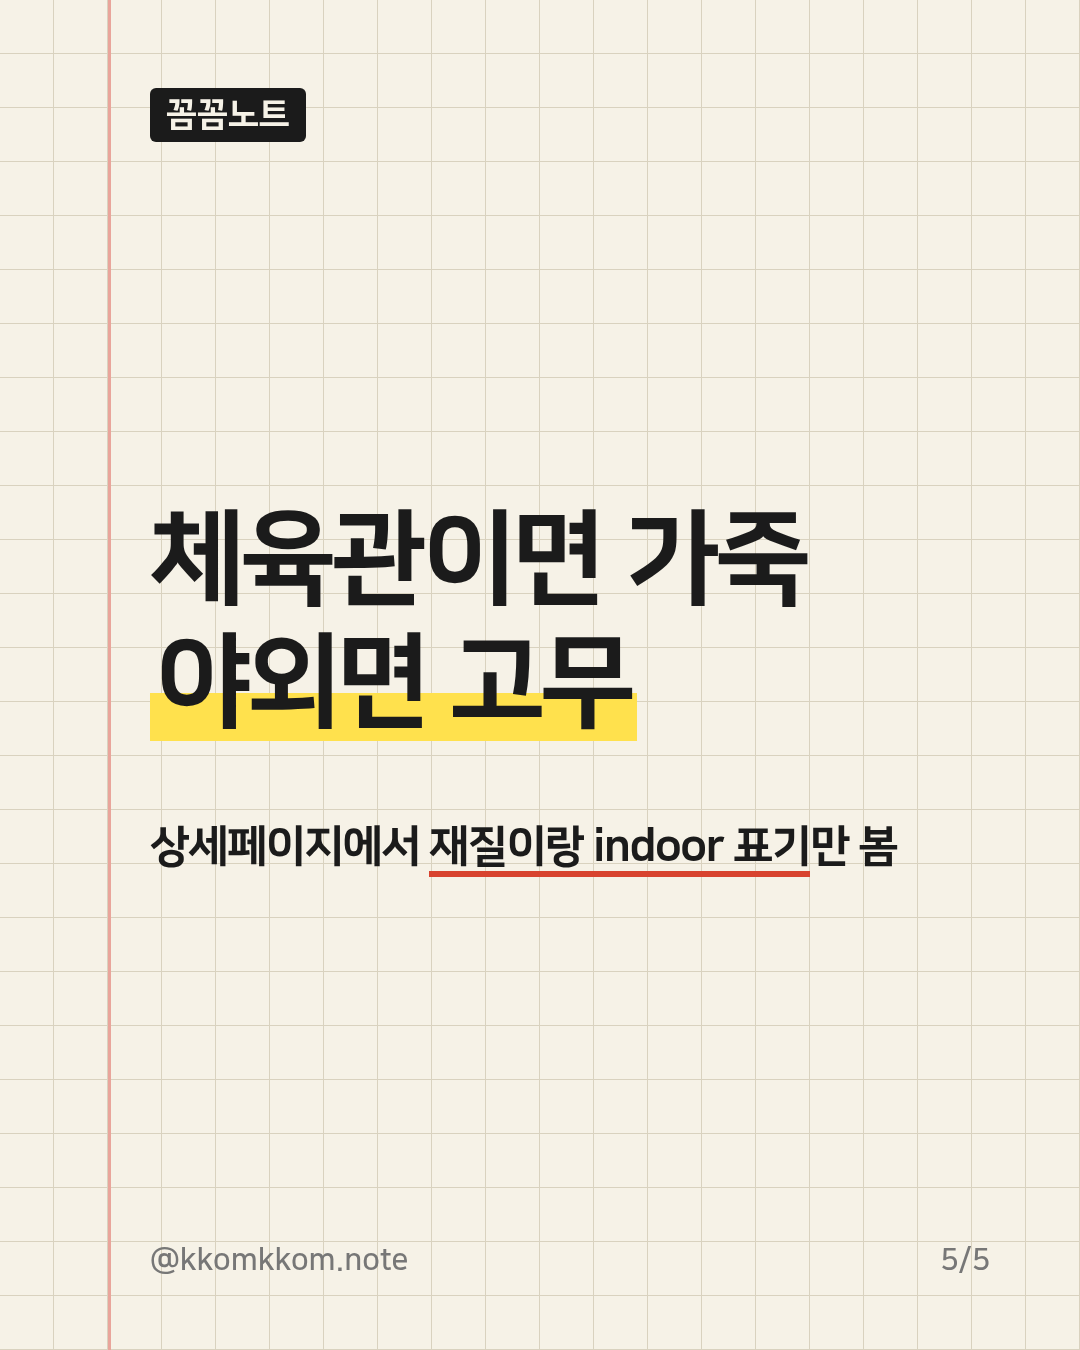 꼼꼼노트
체육관이면 가죽
야외면 고무
상세페이지에서 재질이랑 indoor 표기만 봄
@kkomkkom.note
5/5